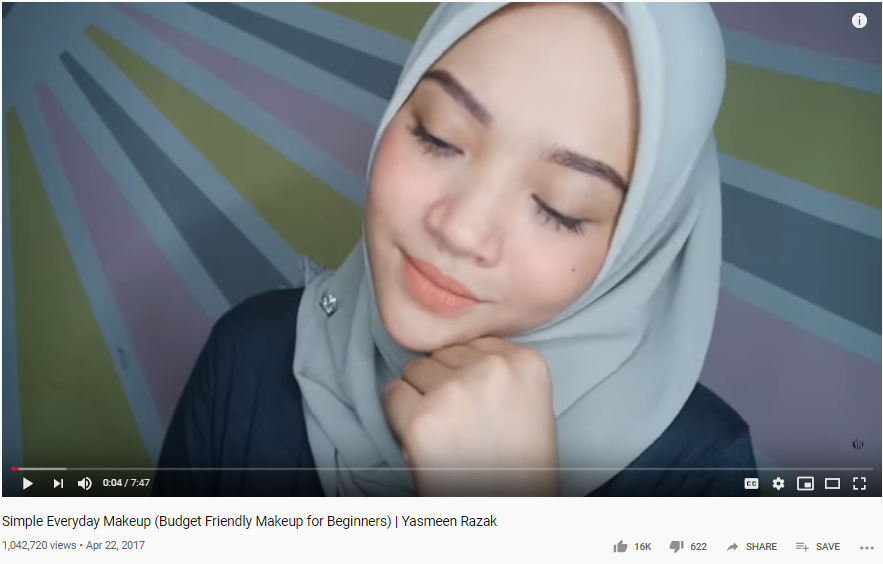 0:04 / 7:47
CC
Simple Everyday Makeup (Budget Friendly Makeup for Beginners) | Yasmeen Razak
1,042,720 views • Apr 22, 2017
16K 622 SHARE SAVE